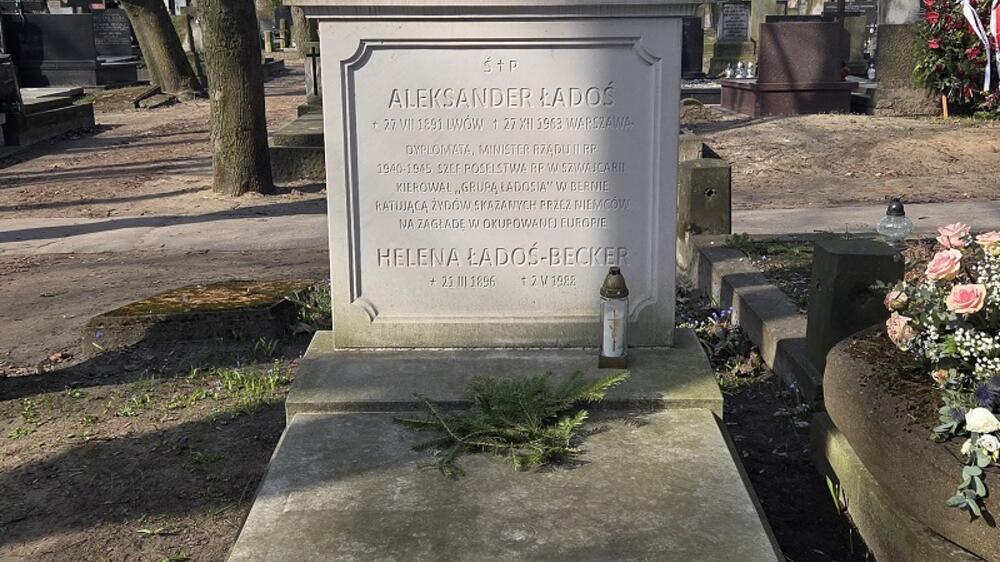 Ś†P
ALEKSANDER ŁADOŚ
* 27 VII 1891 LWÓW † 27 XII 1963 WARSZAWA
DYPLOMATA, MINISTER RZĄDU II RP
1940-1945 SZEF POSELSTWA RP W SZWAJCARII
KIEROWAŁ „GRUPĄ ŁADOSIA” W BERNIE
RATUJĄCĄ ŻYDÓW SKAZANYCH PRZEZ NIEMCÓW
NA ZAGŁADĘ W OKUPOWANEJ EUROPIE
HELENA ŁADOŚ-BECKER
* 21 III 1896 † 2 V 1988